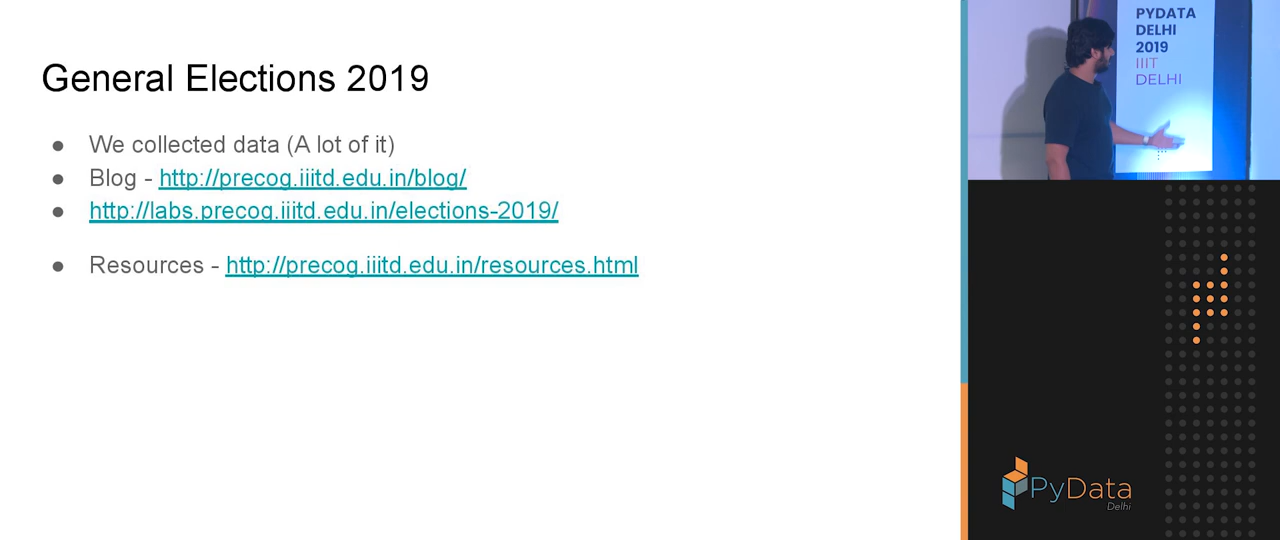 General Elections 2019
● We collected data (A lot of it)
● Blog - http://precog.iiitd.edu.in/blog/
● http://labs.precog.iiitd.edu.in/elections-2019/
● Resources - http://precog.iiitd.edu.in/resources.html
PYDATA
DELHI
2019
IIIT
DELHI
PyData
Delhi